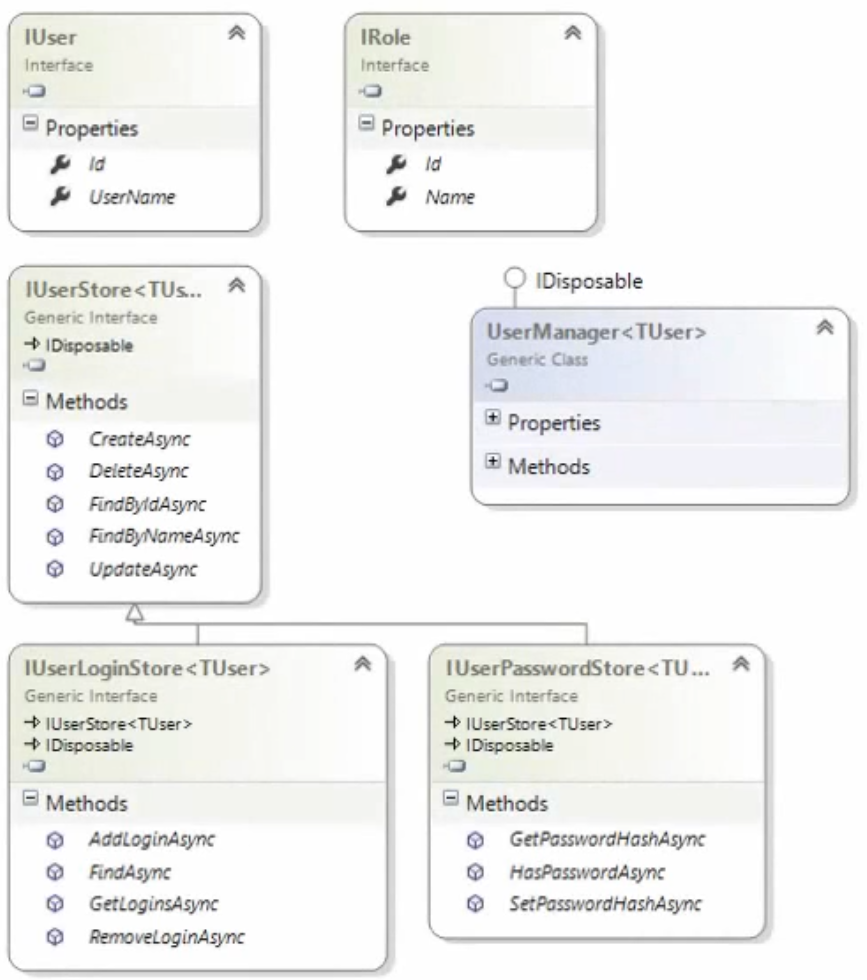 IUser
Interface
Properties
Id
UserName
IRole
Interface
Properties
Id
Name
IUserStore<TUs...
Generic Interface
IDisposable
Methods
CreateAsync
DeleteAsync
FindByIdAsync
FindByNameAsync
UpdateAsync
IDisposable
UserManager<TUser>
Generic Class
Properties
Methods
IUserLoginStore<TUser>
Generic Interface
IUserStore<TUser>
IDisposable
Methods
AddLoginAsync
FindAsync
GetLoginsAsync
RemoveLoginAsync
IUserPasswordStore<TU...
Generic Interface
IUserStore<TUser>
IDisposable
Methods
GetPasswordHashAsync
HasPasswordAsync
SetPasswordHashAsync